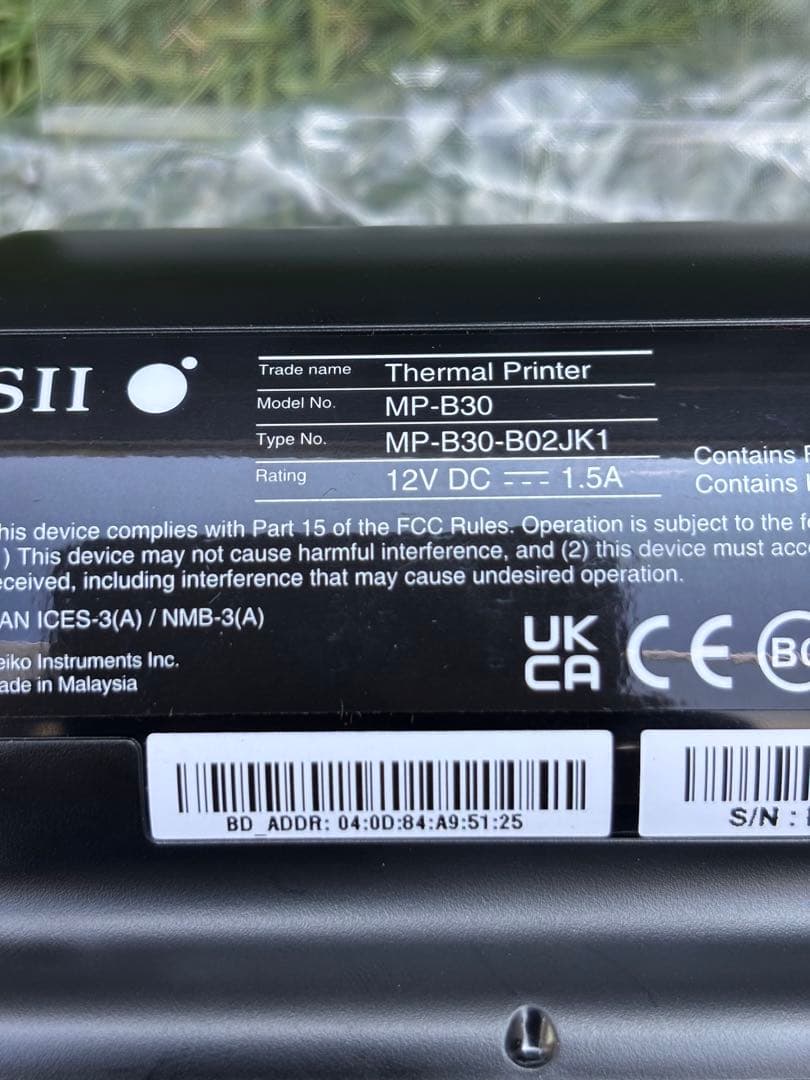 SII
Trade name Thermal Printer
Model No. MP-B30
Type No. MP-B30-B02JK1
Rating 12V DC 1.5A
Contains
Contains
his device complies with Part 15 of the FCC Rules. Operation is subject to the
) This device may not cause harmful interference, and (2) this device must acc
eceived, including interference that may cause undesired operation.
AN ICES-3(A) / NMB-3(A)
eiko Instruments Inc.
ade in Malaysia
UK
CA
CE
BC
BD_ADDR: 04:0D:84:A9:51:25
S/N :